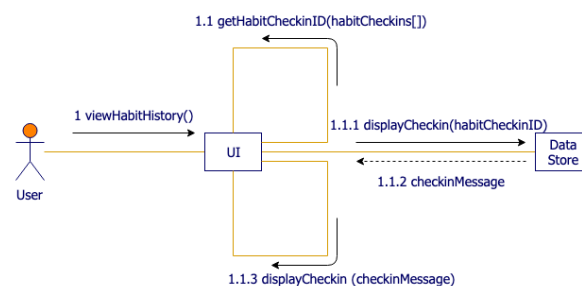 1.1 getHabitCheckinID(habitCheckins[])
1 viewHabitHistory()
1.1.1 displayCheckin(habitCheckinID)
UI
Data
Store
1.1.2 checkinMessage
User
1.1.3 displayCheckin (checkinMessage)